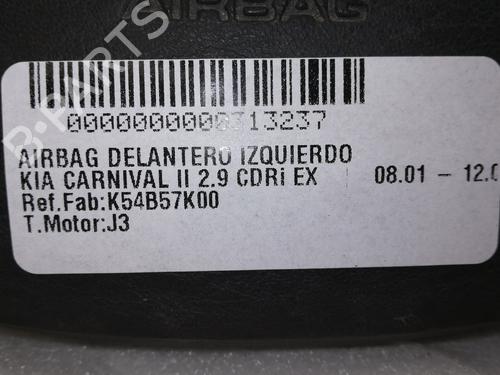 AIRBAG
0000000000313237
AIRBAG DELANTERO IZQUIERDO
KIA CARNIVAL II 2.9 CDRi EX 08.01 - 12.0
Ref.Fab:K54B57K00
T.Motor:J3
B-PARTS